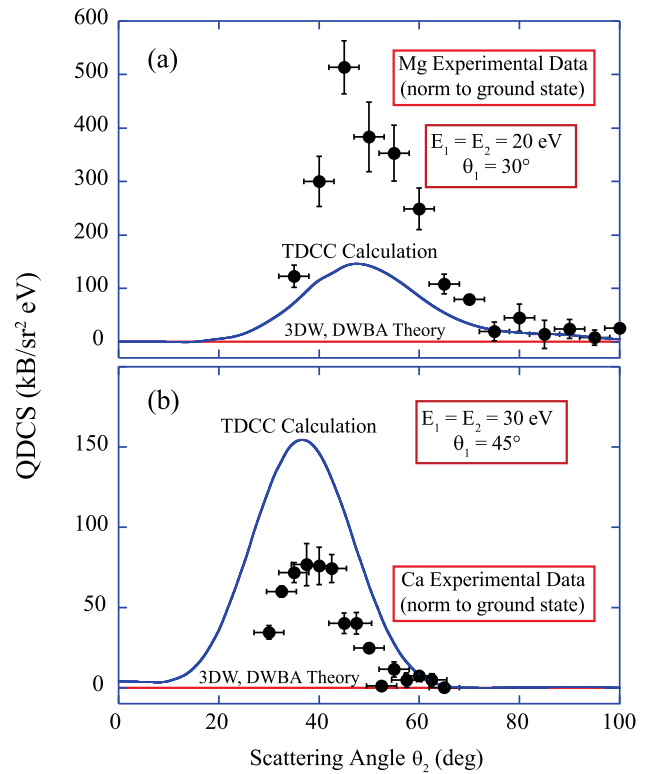 600
(a)
Mg Experimental Data
(norm to ground state)
500
E₁ = E₂ = 20 eV
θ₁ = 30°
400
300
TDCC Calculation
200
100
3DW, DWBA Theory
0
QDCS (kB/sr² eV)
(b)
TDCC Calculation
E₁ = E₂ = 30 eV
θ₁ = 45°
150
100
Ca Experimental Data
(norm to ground state)
50
3DW, DWBA Theory
0
0 20 40 60 80 100
Scattering Angle θ₂ (deg)